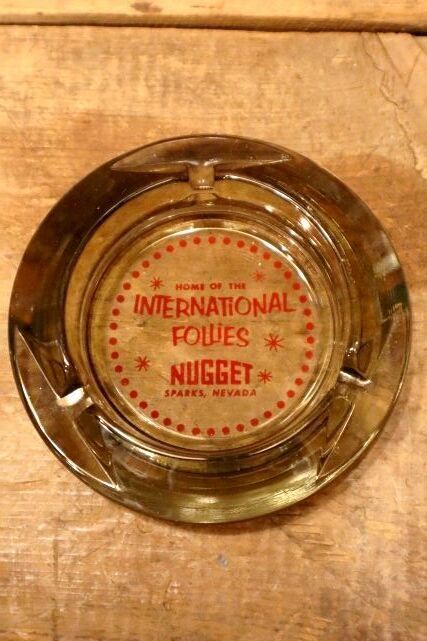 HOME OF THE
INTERNATIONAL
FOLLIES
NUGGET
SPARKS, NEVADA